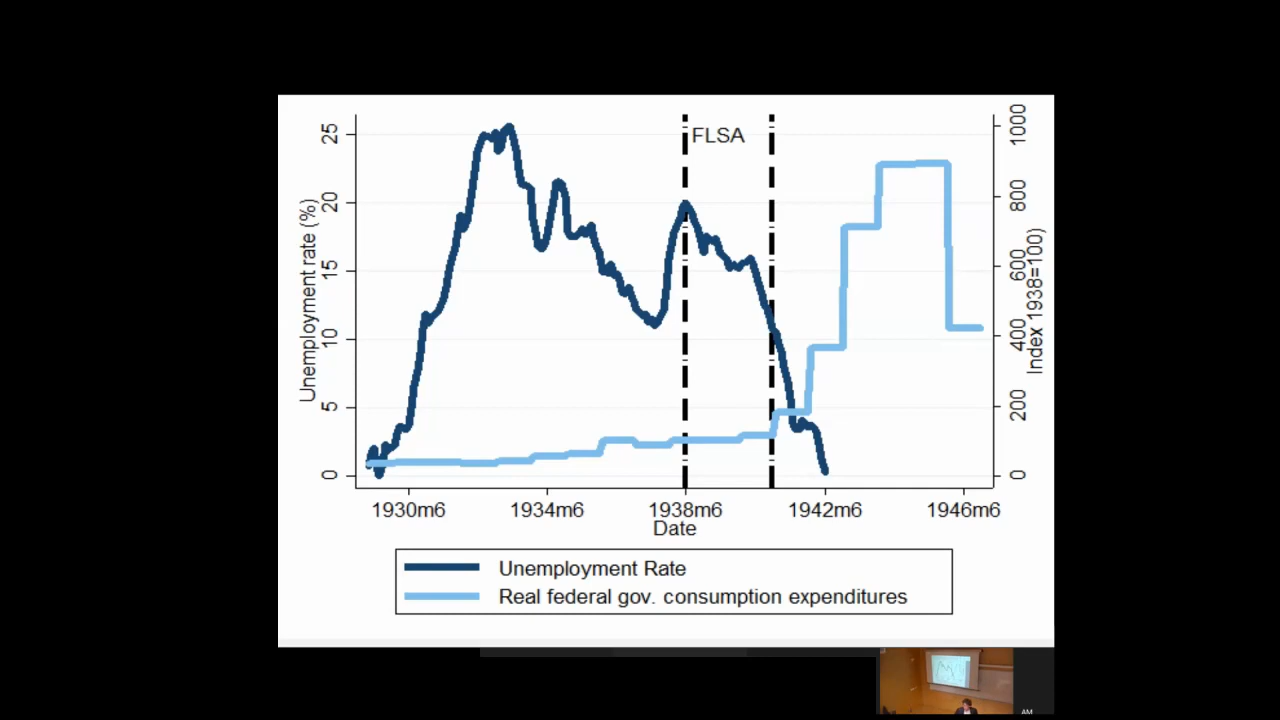 FLSA
25
20
15
10
5
0
Unemployment rate (%)
1000
800
600
400
200
0
Index 1938=100)
1930m6
1934m6
1938m6
1942m6
1946m6
Date
Unemployment Rate
Real federal gov. consumption expenditures
AM